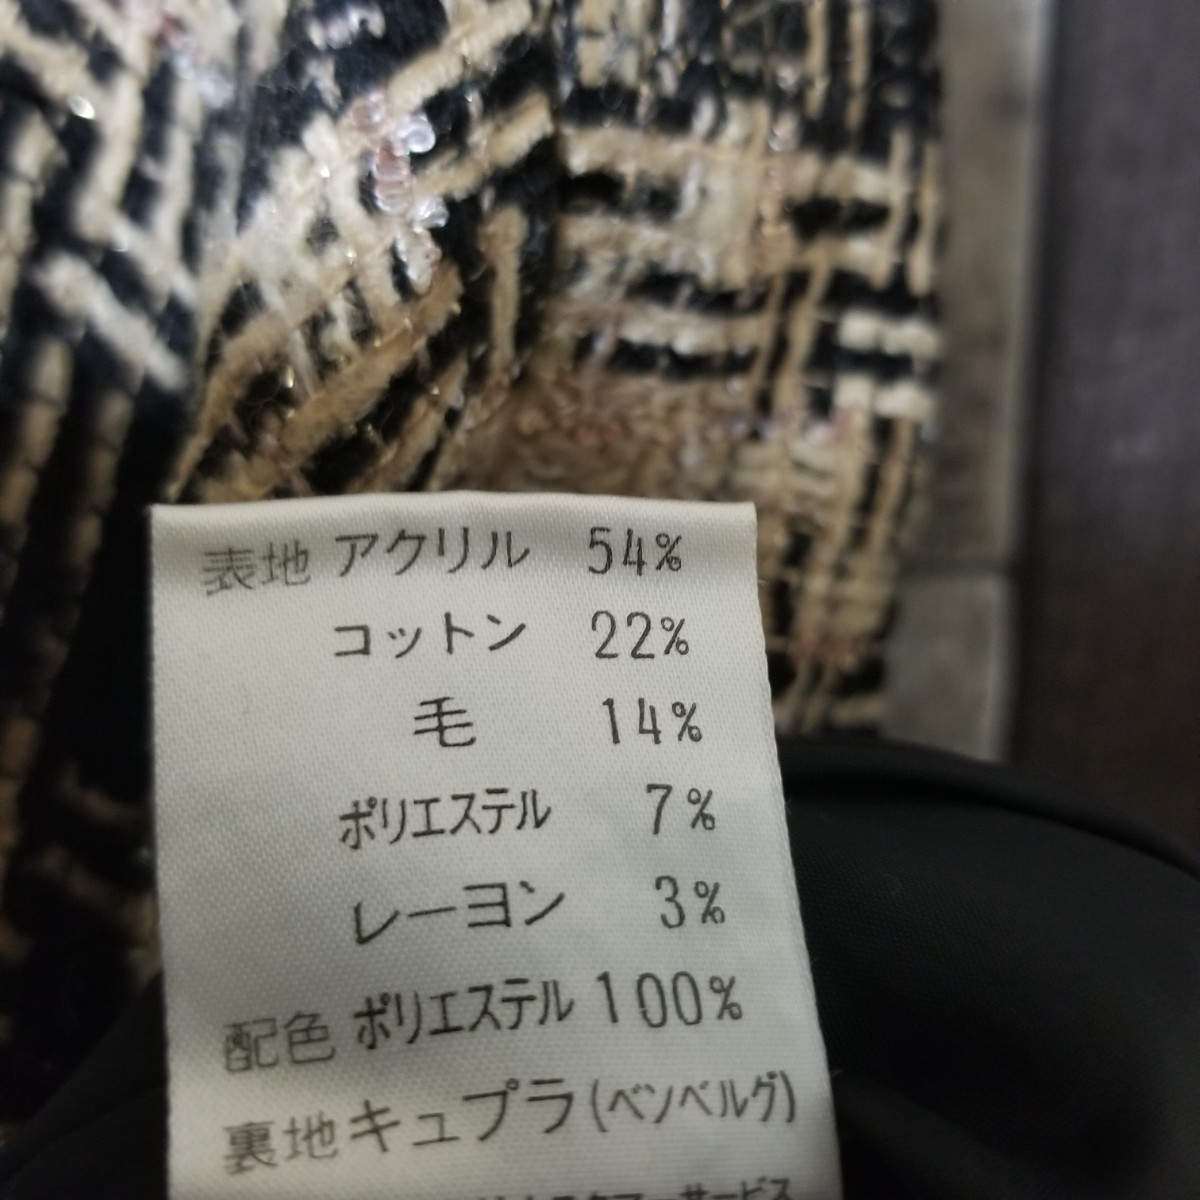 表地 アクリル 54%
コットン 22%
毛 14%
ポリエステル 7%
レーヨン 3%
配色 ポリエステル 100%
裏地 キュプラ(ベンベルグ)